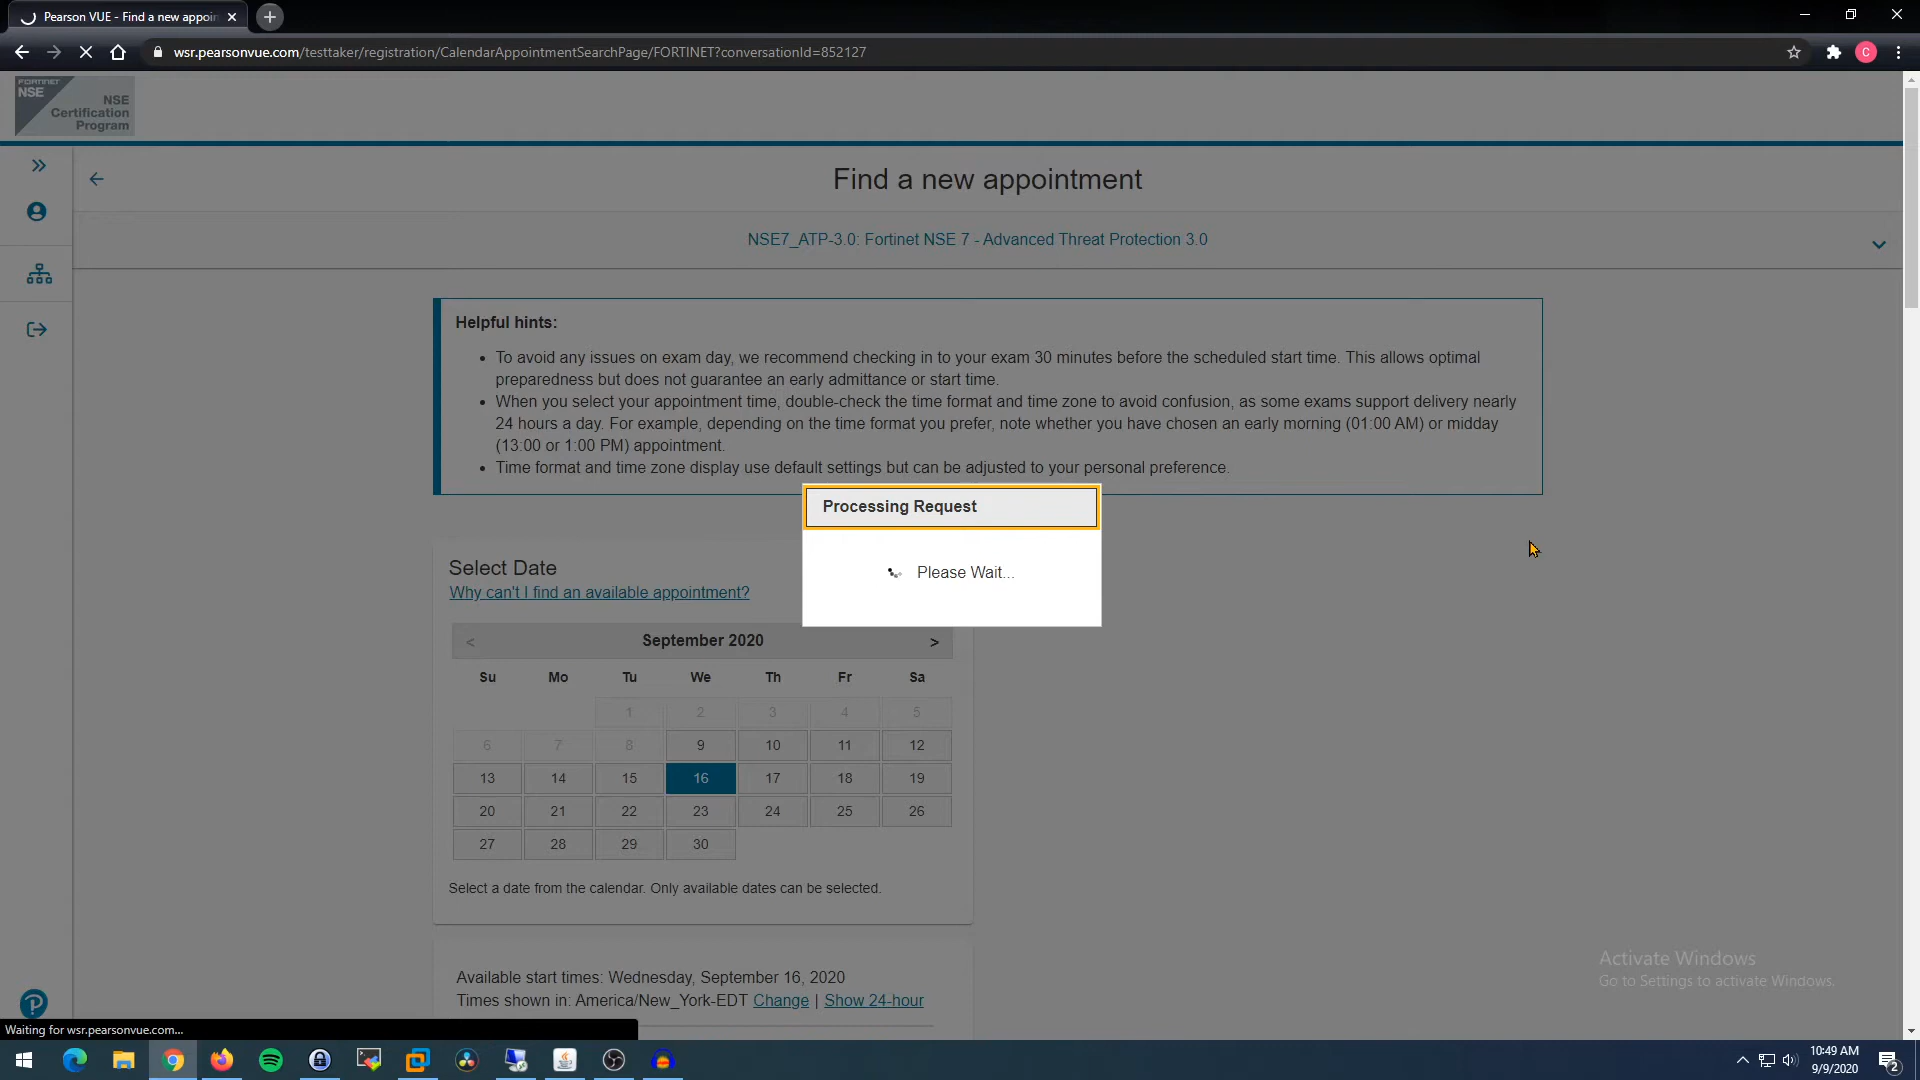 Pearson VUE - Find a new appoin
wsr.pearsonvue.com/testtaker/registration/CalendarAppointmentSearchPage/FORTINET?conversationId=852127
C
FORTINET
NSE
NSE
Certification
Program
Find a new appointment
NSE7_ATP-3.0: Fortinet NSE 7 - Advanced Threat Protection 3.0
Helpful hints:
• To avoid any issues on exam day, we recommend checking in to your exam 30 minutes before the scheduled start time. This allows optimal
preparedness but does not guarantee an early admittance or start time.
• When you select your appointment time, double-check the time format and time zone to avoid confusion, as some exams support delivery nearly
24 hours a day. For example, depending on the time format you prefer, note whether you have chosen an early morning (01:00 AM) or midday
(13:00 or 1:00 PM) appointment.
• Time format and time zone display use default settings but can be adjusted to your personal preference.
Processing Request
Please Wait...
Select Date
Why can't I find an available appointment?
< September 2020 >
Su Mo Tu We Th Fr Sa
1 2 3 4 5
6 7 8 9 10 11 12
13 14 15 16 17 18 19
20 21 22 23 24 25 26
27 28 29 30
Select a date from the calendar. Only available dates can be selected.
Available start times: Wednesday, September 16, 2020
Times shown in: America/New_York-EDT Change | Show 24-hour
Activate Windows
Go to Settings to activate Windows.
Waiting for wsr.pearsonvue.com...
10:49 AM
9/9/2020
2